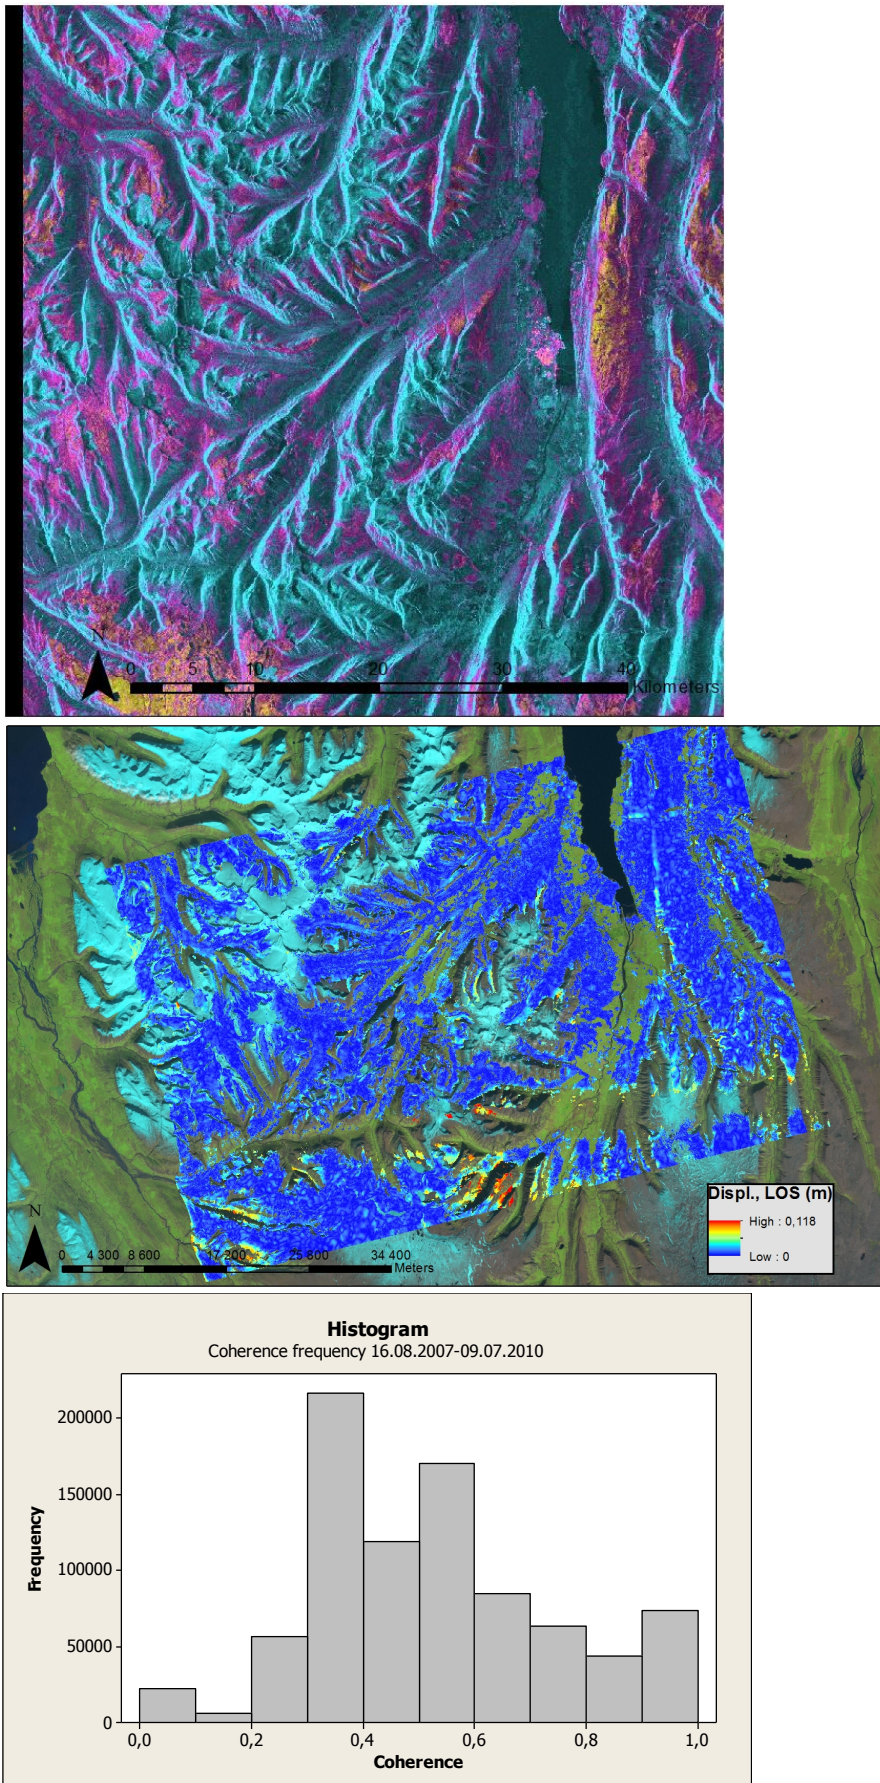 N
0 5 10 20 30 40
Kilometers
Displ., LOS (m)
High : 0,118
Low : 0
N
0 4 300 8 600 17 200 25 800 34 400
Meters
Histogram
Coherence frequency 16.08.2007-09.07.2010
200000
150000
100000
50000
0
Frequency
0,0 0,2 0,4 0,6 0,8 1,0
Coherence